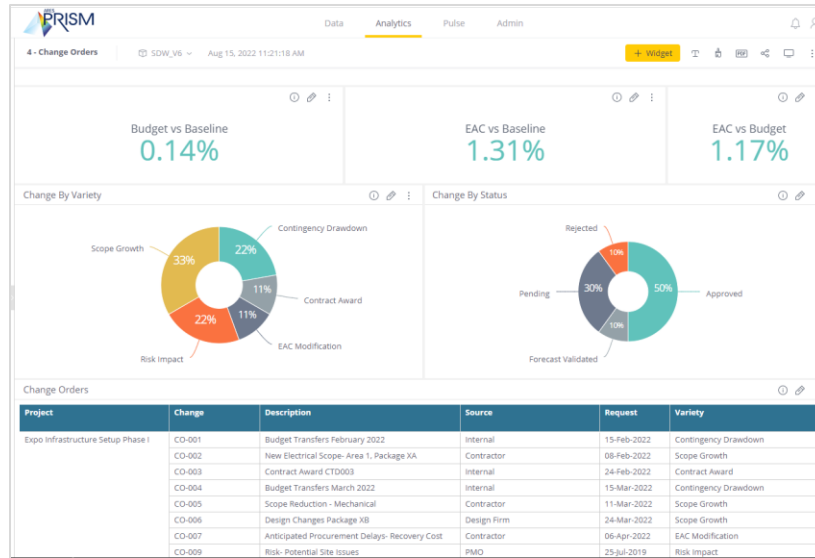 ARES
PRISM
Data Analytics Pulse Admin
4 - Change Orders SDW_V6 Aug 15, 2022 11:21:18 AM + Widget PDF
Budget vs Baseline
0.14%
EAC vs Baseline
1.31%
EAC vs Budget
1.17%
Change By Variety
Contingency Drawdown
Scope Growth
22%
33%
11%
Contract Award
11%
22%
EAC Modification
Risk Impact
Change By Status
Rejected
10%
Pending
30%
50%
Approved
10%
Forecast Validated
Change Orders
Project Change Description Source Request Variety
Expo Infrastructure Setup Phase I CO-001 Budget Transfers February 2022 Internal 15-Feb-2022 Contingency Drawdown
CO-002 New Electrical Scope- Area 1, Package XA Contractor 08-Feb-2022 Scope Growth
CO-003 Contract Award CTD003 Internal 24-Feb-2022 Contract Award
CO-004 Budget Transfers March 2022 Internal 15-Mar-2022 Contingency Drawdown
CO-005 Scope Reduction - Mechanical Contractor 11-Mar-2022 Scope Growth
CO-006 Design Changes Package XB Design Firm 24-Mar-2022 Scope Growth
CO-007 Anticipated Procurement Delays- Recovery Cost Contractor 06-Apr-2022 EAC Modification
CO-009 Risk- Potential Site Issues PMO 25-Jul-2019 Risk Impact